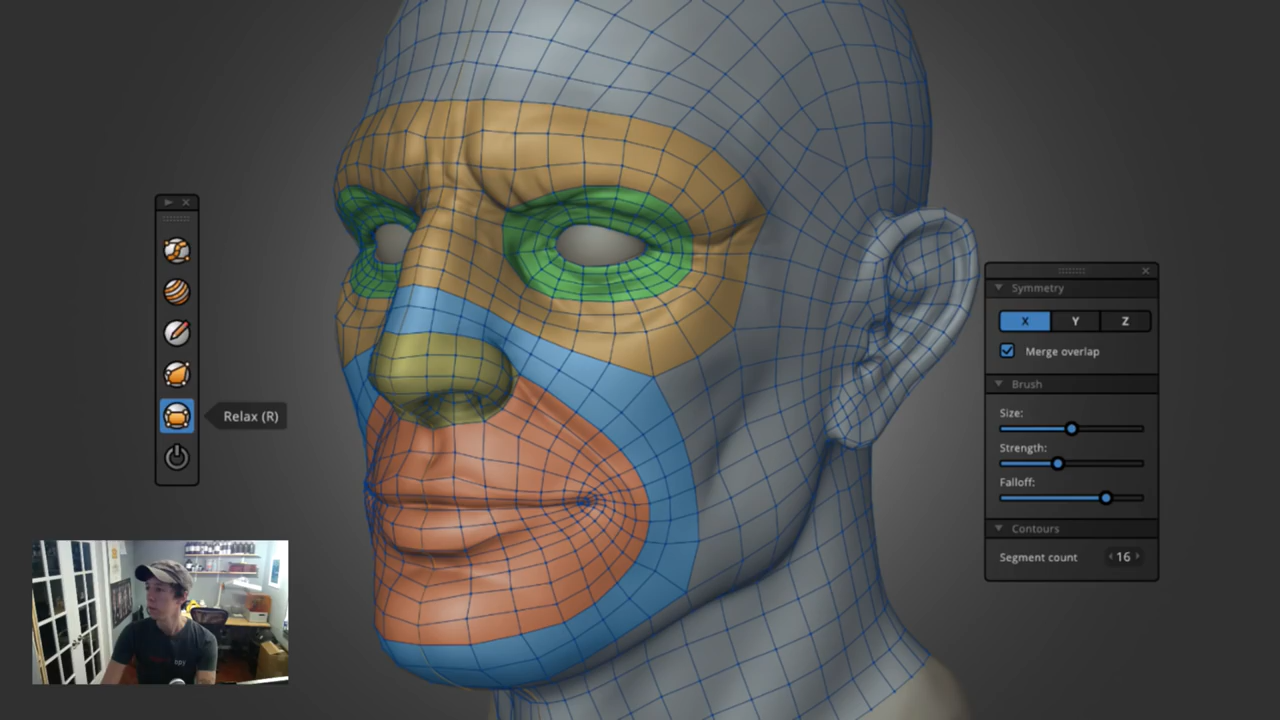 Relax (R)
Symmetry
X Y Z
Merge overlap
Brush
Size:
Strength:
Falloff:
Contours
Segment count 16